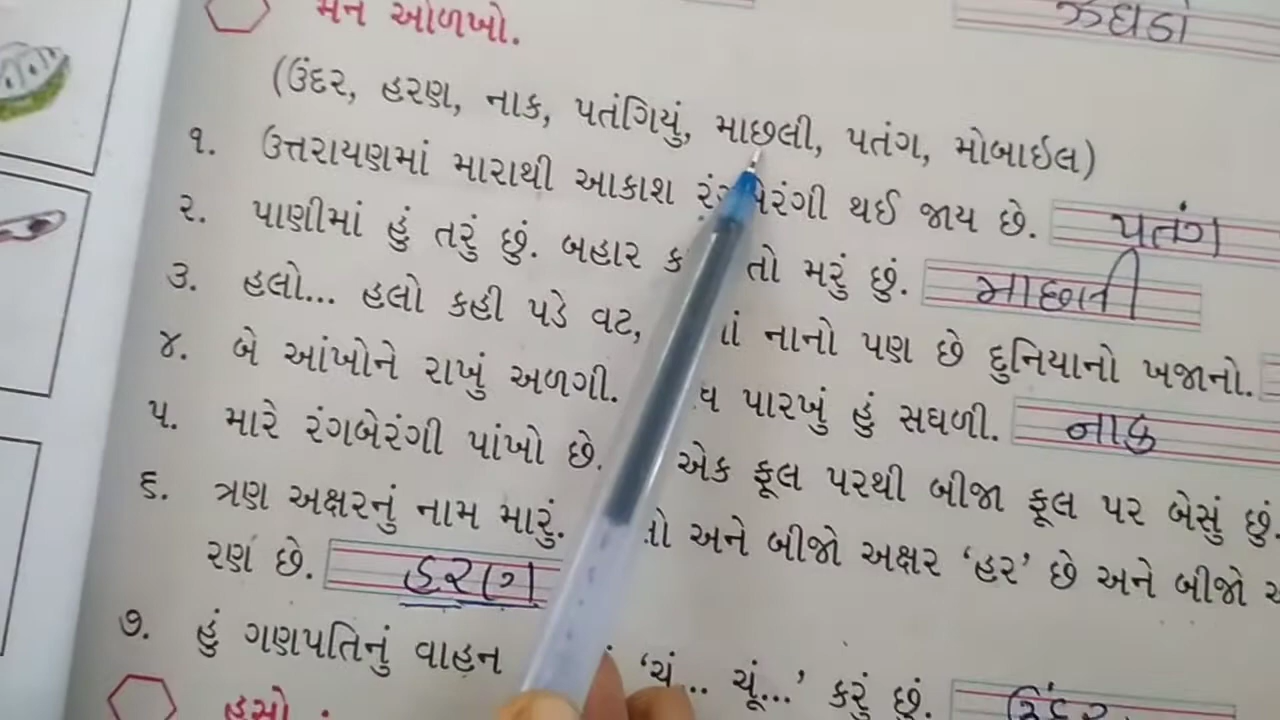 ઝઘડો
મને ઓળખો.
(ઉંદર, હરણ, નાક, પતંગિયું, માછલી, પતંગ, મોબાઈલ)
૧. ઉત્તરાયણમાં મારાથી આકાશ રંગબેરંગી થઈ જાય છે. પતંગ
૨. પાણીમાં હું તરું છું. બહાર તો મરું છું. માછલી
૩. હલો... હલો કહી પડે વટ, નાનો પણ છે દુનિયાનો ખજાનો.
૪. બે આંખોને રાખું અળગી. પારખું હું સઘળી. નાક
૫. મારે રંગબેરંગી પાંખો છે. એક ફૂલ પરથી બીજા ફૂલ પર બેસું છું.
૬. ત્રણ અક્ષરનું નામ મારું. અને બીજો અક્ષર ‘હર’ છે અને બીજો
રણ છે. હરણ
૭. હું ગણપતિનું વાહન ‘ચૂં... ચૂં...’ કરું છું. ઉંદર
હસો